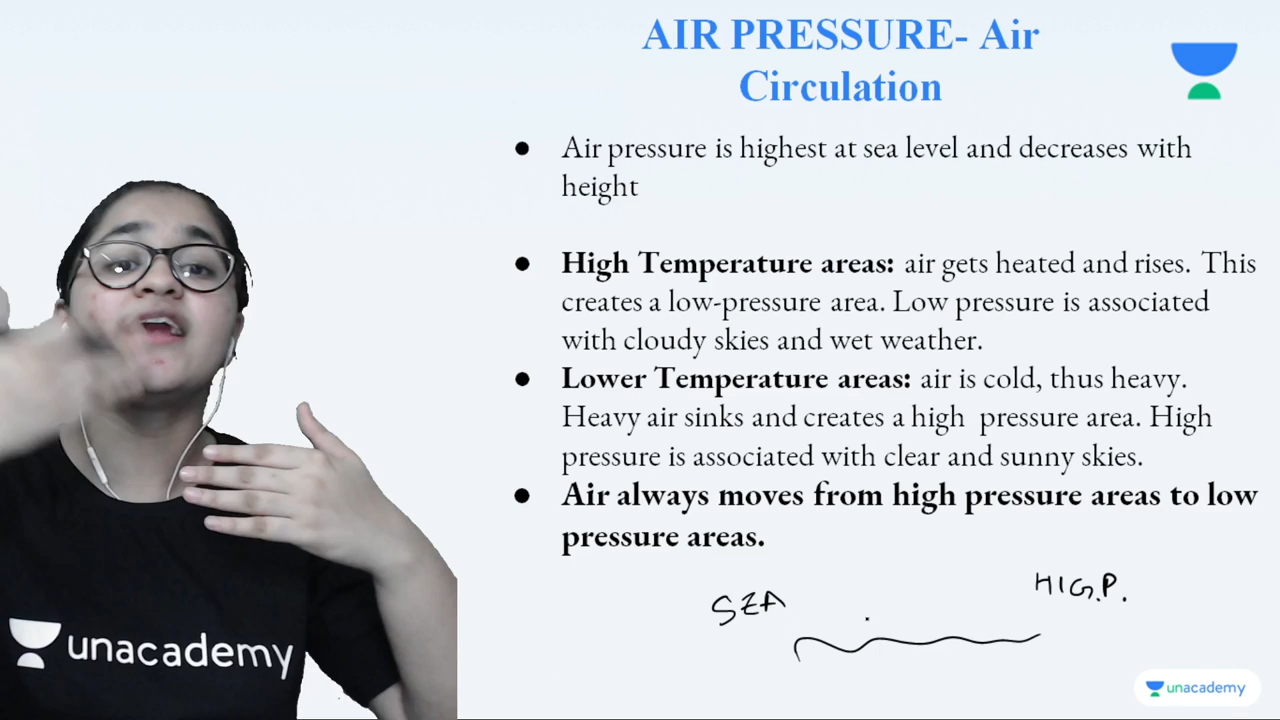 AIR PRESSURE- Air
Circulation
● Air pressure is highest at sea level and decreases with
height
● High Temperature areas: air gets heated and rises. This
creates a low-pressure area. Low pressure is associated
with cloudy skies and wet weather.
● Lower Temperature areas: air is cold, thus heavy.
Heavy air sinks and creates a high pressure area. High
pressure is associated with clear and sunny skies.
● Air always moves from high pressure areas to low
pressure areas.
SEA
HIG.P.
unacademy
unacademy